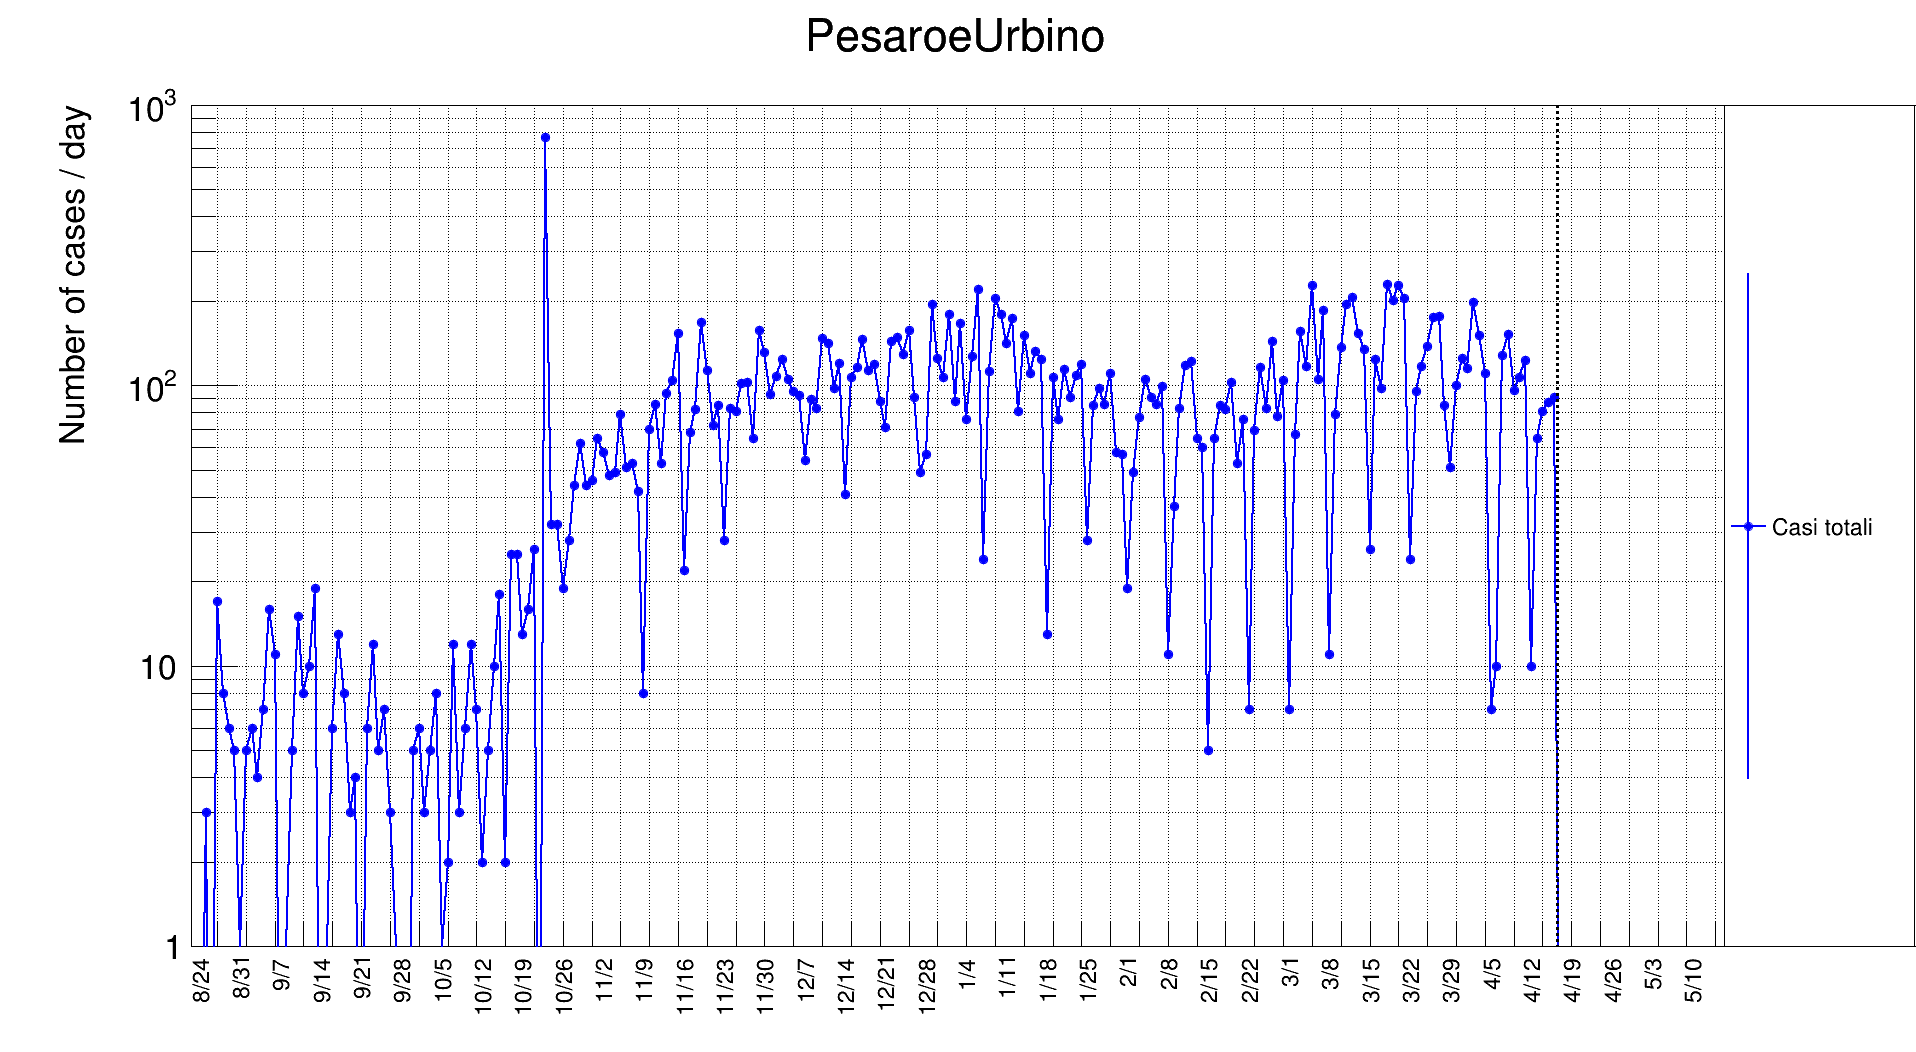 PesaroeUrbino
Number of cases / day
10³
10²
10
1
8/24 8/31 9/7 9/14 9/21 9/28 10/5 10/12 10/19 10/26 11/2 11/9 11/16 11/23 11/30 12/7 12/14 12/21 12/28 1/4 1/11 1/18 1/25 2/1 2/8 2/15 2/22 3/1 3/8 3/15 3/22 3/29 4/5 4/12 4/19 4/26 5/3 5/10
Casi totali